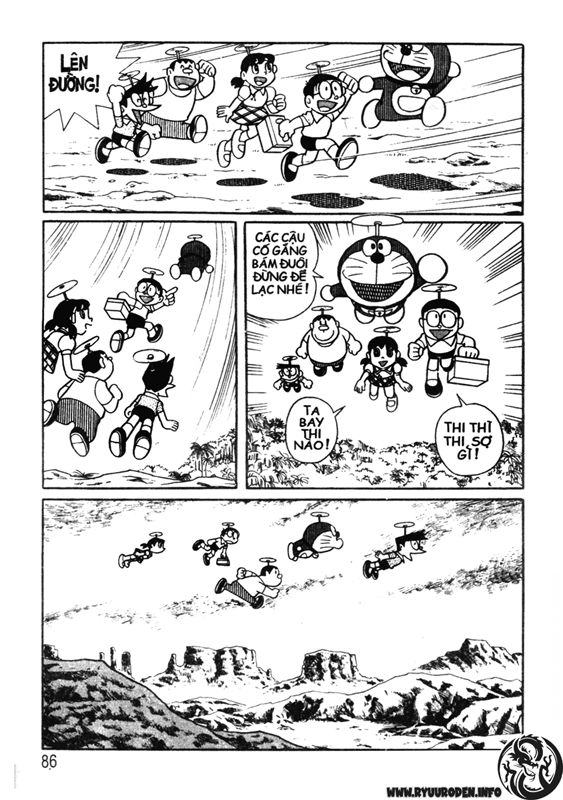 LÊN
ĐƯỜNG!
CÁC CẬU
CỐ GẮNG
BÁM ĐUÔI
ĐỪNG ĐỂ
LẠC NHÉ!
TA
BAY
THI
NÀO!
THI THÌ
THI, SỢ
GÌ!
86
WWW.RYUURODEN.INFO